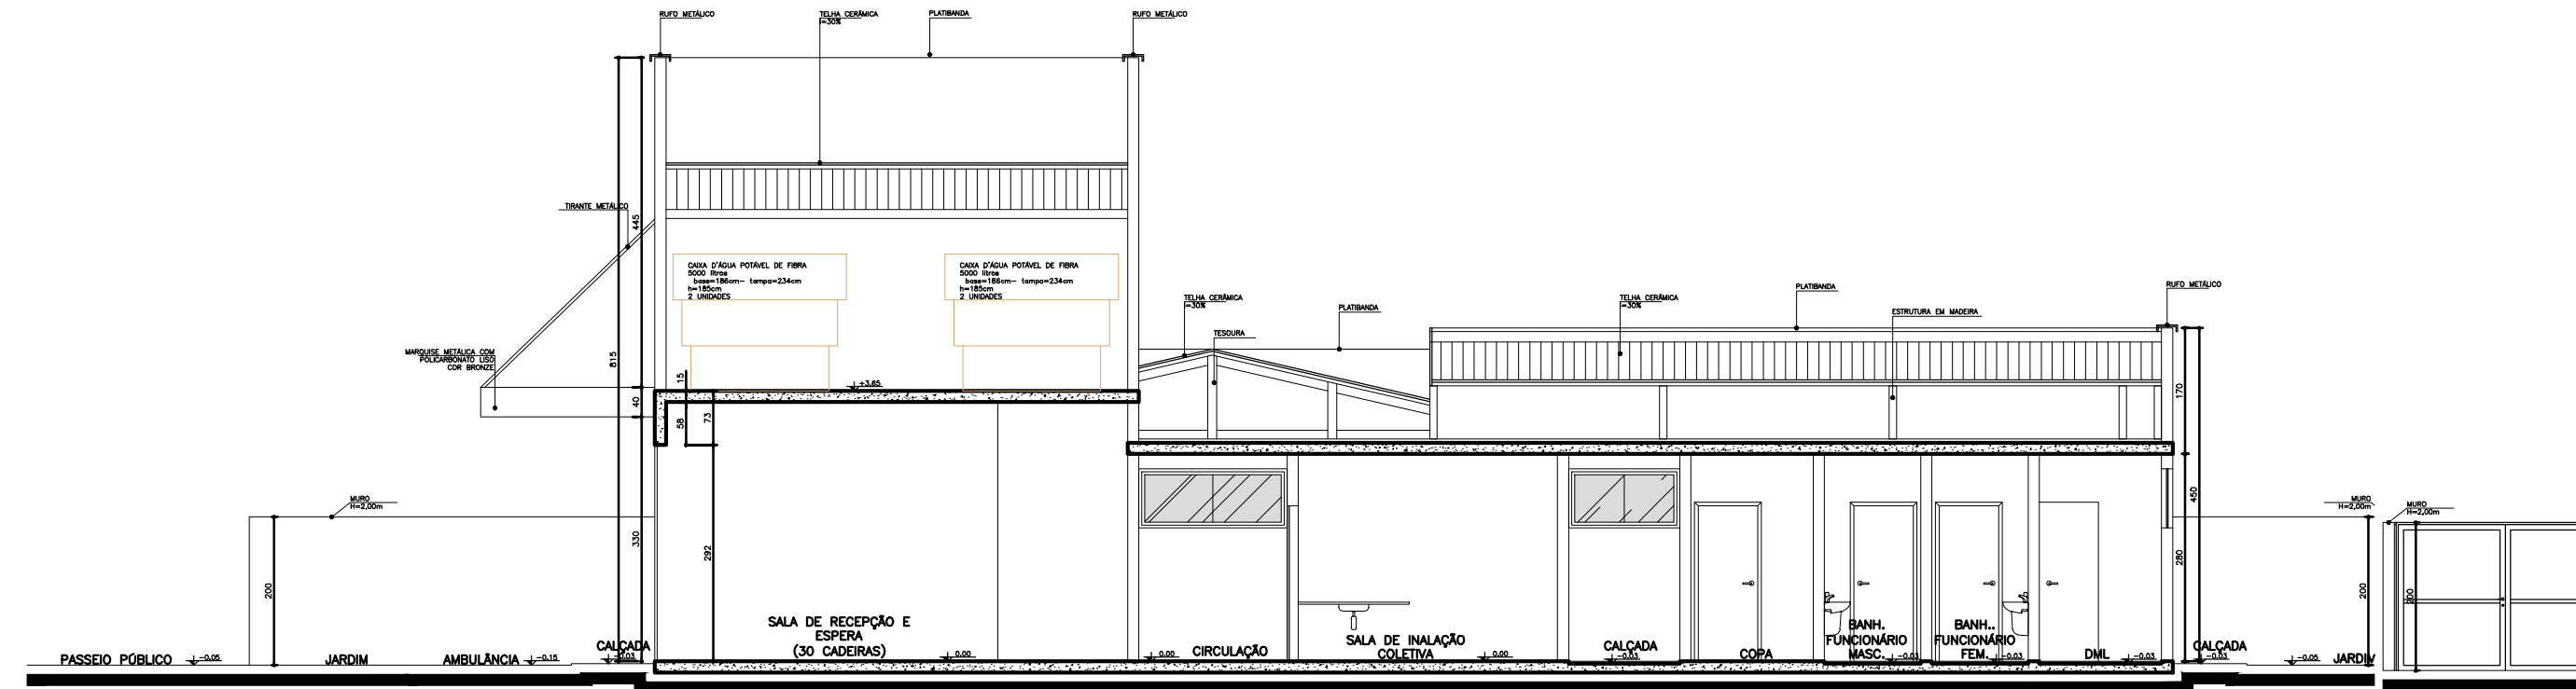 RUFO METÁLICO
TELHA CERÂMICA
i=30%
PLATIBANDA
RUFO METÁLICO
TIRANTE METÁLICO
445
CAIXA D'ÁGUA POTÁVEL DE FIBRA
5000 litros
base=186cm- tampa=234cm
h=185cm
2 UNIDADES
CAIXA D'ÁGUA POTÁVEL DE FIBRA
5000 litros
base=186cm- tampa=234cm
h=185cm
2 UNIDADES
RUFO METÁLICO
PLATIBANDA
TELHA CERÂMICA
i=30%
TELHA CERÂMICA
i=30%
PLATIBANDA
ESTRUTURA EM MADEIRA
TESOURA
MARQUISE METÁLICA COM
POLICARBONATO LISO
COR BRONZE
815
15
+3.65
40
58
73
170
450
MURO
H=2,00m
MURO
H=2,00m
MURO
H=2,00m
330
292
280
200
200
200
SALA DE RECEPÇÃO E
ESPERA
(30 CADEIRAS)
0.00
0.00
CIRCULAÇÃO
SALA DE INALAÇÃO
COLETIVA
0.00
CALÇADA
-0.03
COPA
BANH.
FUNCIONÁRIO
MASC.
-0.03
BANH..
FUNCIONÁRIO
FEM.
-0.03
DML
-0.03
CALÇADA
-0.03
-0.05
JARDIM
PASSEIO PÚBLICO
-0.05
JARDIM
AMBULÂNCIA
-0.15
CALÇADA
-0.03